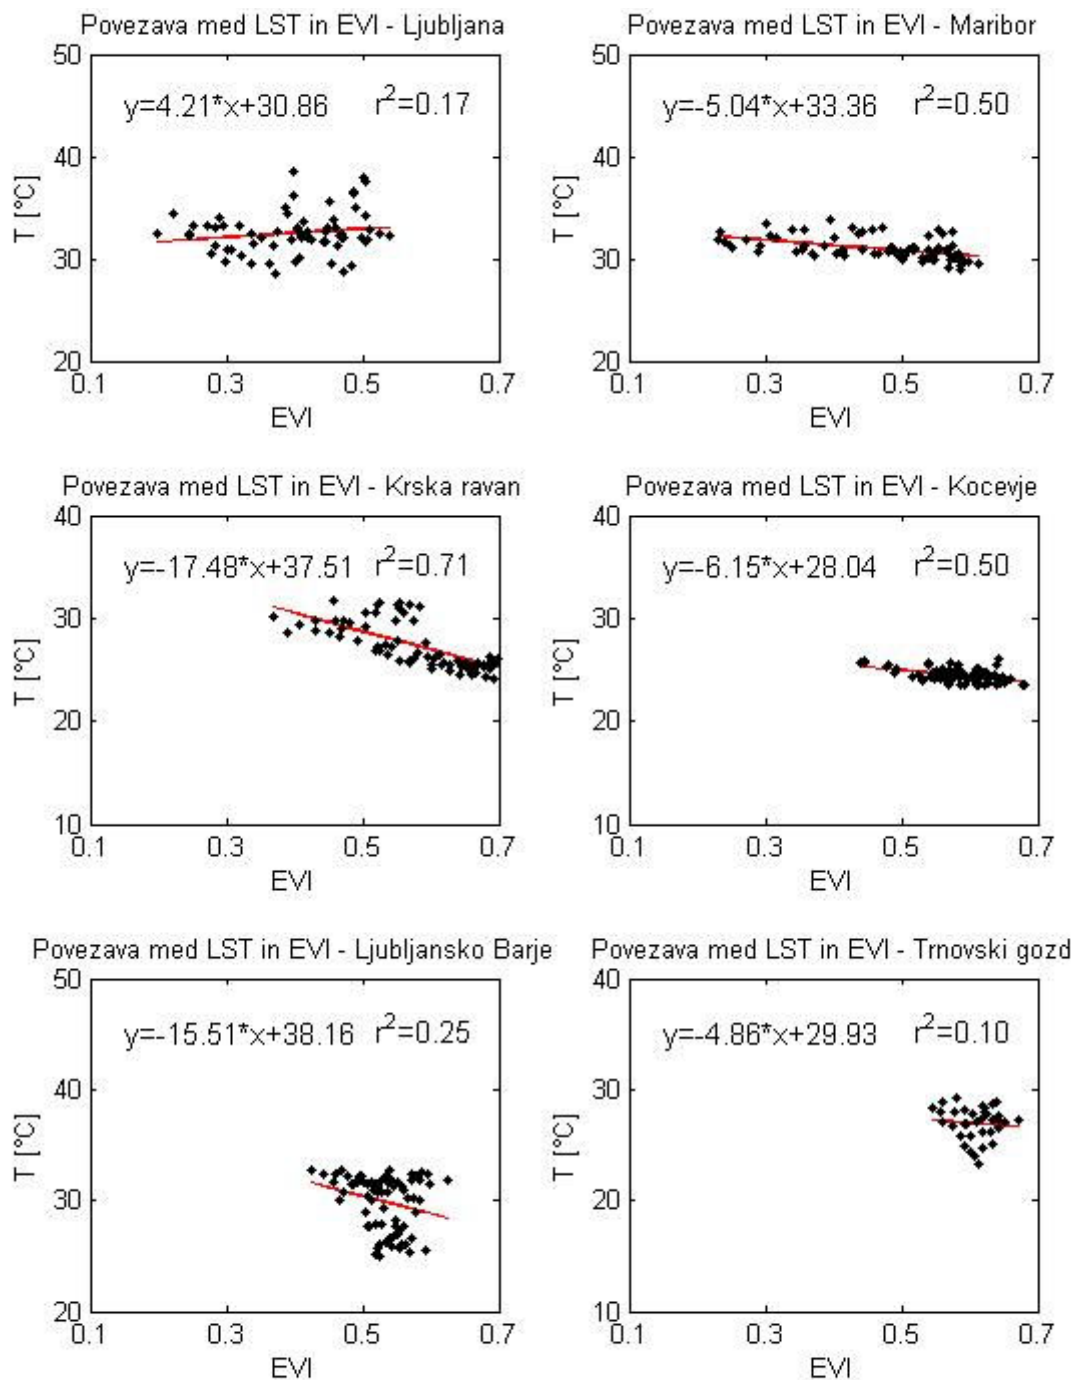 Povezava med LST in EVI - Ljubljana
50
y=4.21*x+30.86 r²=0.17
40
T [°C]
30
20
0.1 0.3 0.5 0.7
EVI
Povezava med LST in EVI - Maribor
50
y=-5.04*x+33.36 r²=0.50
40
T [°C]
30
20
0.1 0.3 0.5 0.7
EVI
Povezava med LST in EVI - Krska ravan
40
y=-17.48*x+37.51 r²=0.71
30
T [°C]
20
10
0.1 0.3 0.5 0.7
EVI
Povezava med LST in EVI - Kocevje
40
y=-6.15*x+28.04 r²=0.50
30
T [°C]
20
10
0.1 0.3 0.5 0.7
EVI
Povezava med LST in EVI - Ljubljansko Barje
50
y=-15.51*x+38.16 r²=0.25
40
T [°C]
30
20
0.1 0.3 0.5 0.7
EVI
Povezava med LST in EVI - Trnovski gozd
40
y=-4.86*x+29.93 r²=0.10
30
T [°C]
20
10
0.1 0.3 0.5 0.7
EVI